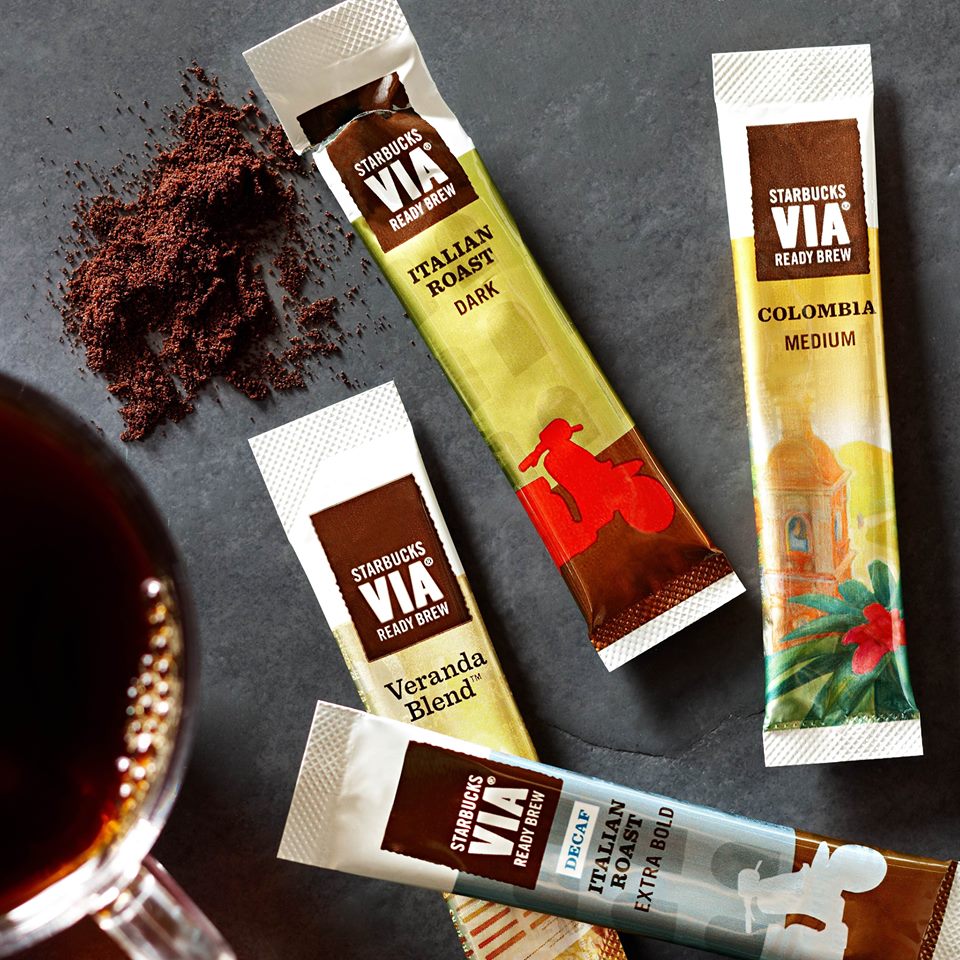 STARBUCKS
VIA®
READY BREW
ITALIAN
ROAST
DARK
STARBUCKS
VIA®
READY BREW
COLOMBIA
MEDIUM
STARBUCKS
VIA®
READY BREW
Veranda
Blend™
STARBUCKS
VIA®
READY BREW
DECAF
ITALIAN
ROAST
EXTRA BOLD